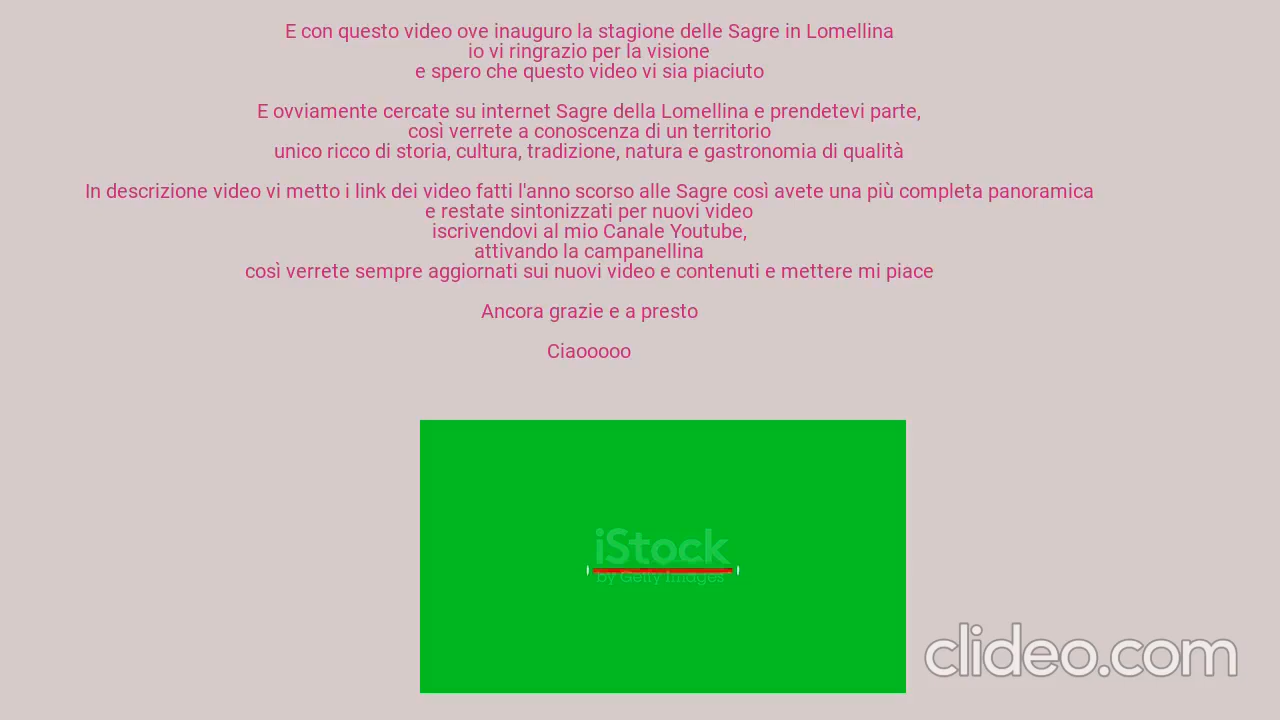 E con questo video ove inauguro la stagione delle Sagre in Lomellina
io vi ringrazio per la visione
e spero che questo video vi sia piaciuto
E ovviamente cercate su internet Sagre della Lomellina e prendetevi parte,
così verrete a conoscenza di un territorio
unico ricco di storia, cultura, tradizione, natura e gastronomia di qualità
In descrizione video vi metto i link dei video fatti l'anno scorso alle Sagre così avete una più completa panoramica
e restate sintonizzati per nuovi video
iscrivendovi al mio Canale Youtube,
attivando la campanellina
così verrete sempre aggiornati sui nuovi video e contenuti e mettere mi piace
Ancora grazie e a presto
Ciaooooo
iStock
by Getty Images
clideo.com